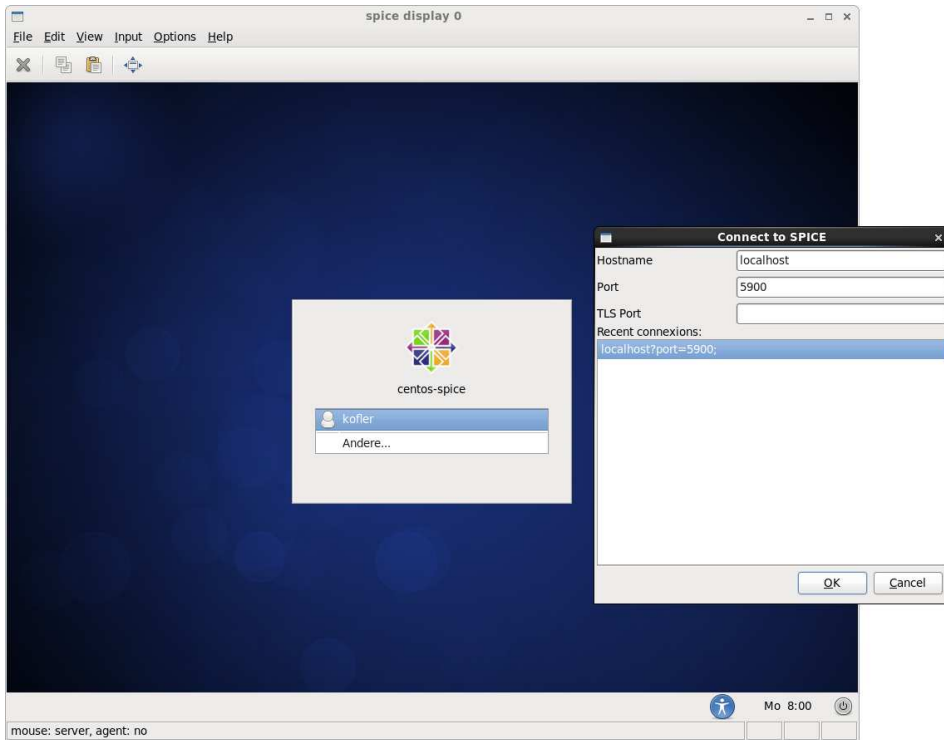 spice display 0
File Edit View Input Options Help
Connect to SPICE
Hostname localhost
Port 5900
TLS Port
Recent connexions:
localhost?port=5900;
OK Cancel
centos-spice
kofler
Andere...
Mo 8:00
mouse: server, agent: no